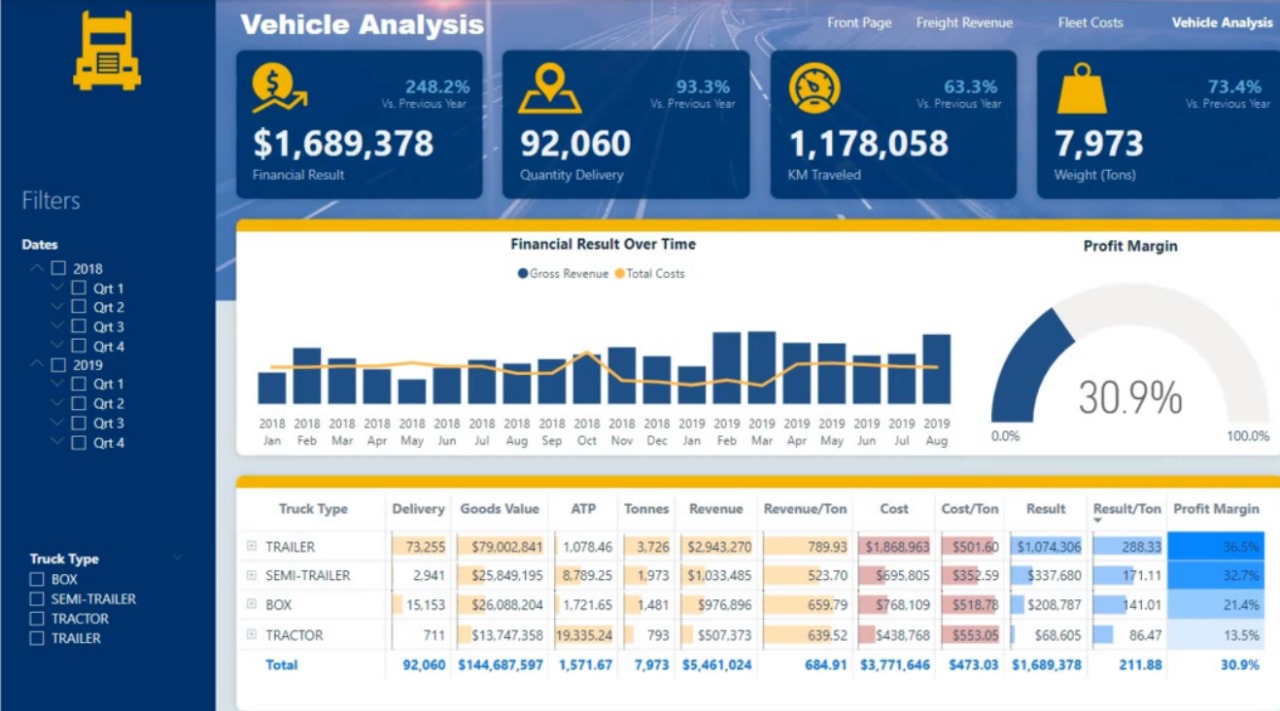 Vehicle Analysis
Front Page Freight Revenue Fleet Costs Vehicle Analysis
248.2%
Vs. Previous Year
$1,689,378
Financial Result
93.3%
Vs. Previous Year
92,060
Quantity Delivery
63.3%
Vs. Previous Year
1,178,058
KM Traveled
73.4%
Vs. Previous Year
7,973
Weight (Tons)
Filters
Dates
2018
Qrt 1
Qrt 2
Qrt 3
Qrt 4
2019
Qrt 1
Qrt 2
Qrt 3
Qrt 4
Truck Type
BOX
SEMI-TRAILER
TRACTOR
TRAILER
Financial Result Over Time
Gross Revenue Total Costs
2018 2018 2018 2018 2018 2018 2018 2018 2018 2018 2018 2018 2019 2019 2019 2019 2019 2019 2019 2019
Jan Feb Mar Apr May Jun Jul Aug Sep Oct Nov Dec Jan Feb Mar Apr May Jun Jul Aug
Profit Margin
30.9%
0.0% 100.0%
Truck Type Delivery Goods Value ATP Tonnes Revenue Revenue/Ton Cost Cost/Ton Result Result/Ton Profit Margin
TRAILER 73,255 $79,002,841 1,078.46 3,726 $2,943,270 789.93 $1,868,963 $501.60 $1,074,306 288.33 36.5%
SEMI-TRAILER 2,941 $25,849,195 8,789.25 1,973 $1,033,485 523.70 $695,805 $352.59 $337,680 171.11 32.7%
BOX 15,153 $26,088,204 1,721.65 1,481 $976,896 659.79 $768,109 $518.78 $208,787 141.01 21.4%
TRACTOR 711 $13,747,358 19,335.24 793 $507,373 639.52 $438,768 $553.05 $68,605 86.47 13.5%
Total 92,060 $144,687,597 1,571.67 7,973 $5,461,024 684.91 $3,771,646 $473.03 $1,689,378 211.88 30.9%